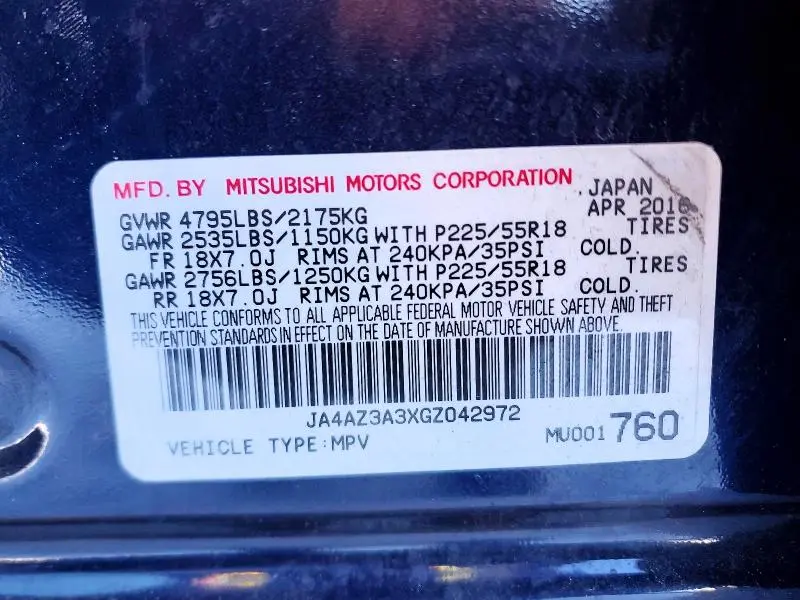 MFD. BY MITSUBISHI MOTORS CORPORATION , JAPAN
GVWR 4795LBS/2175KG APR 2016
GAWR 2535LBS/1150KG WITH P225/55R18 TIRES
FR 18X7.0J RIMS AT 240KPA/35PSI COLD.
GAWR 2756LBS/1250KG WITH P225/55R18 TIRES
RR 18X7.0J RIMS AT 240KPA/35PSI COLD.
THIS VEHICLE CONFORMS TO ALL APPLICABLE FEDERAL MOTOR VEHICLE SAFETY AND THEFT
PREVENTION STANDARDS IN EFFECT ON THE DATE OF MANUFACTURE SHOWN ABOVE.
JA4AZ3A3XGZ042972
VEHICLE TYPE:MPV MU001 760